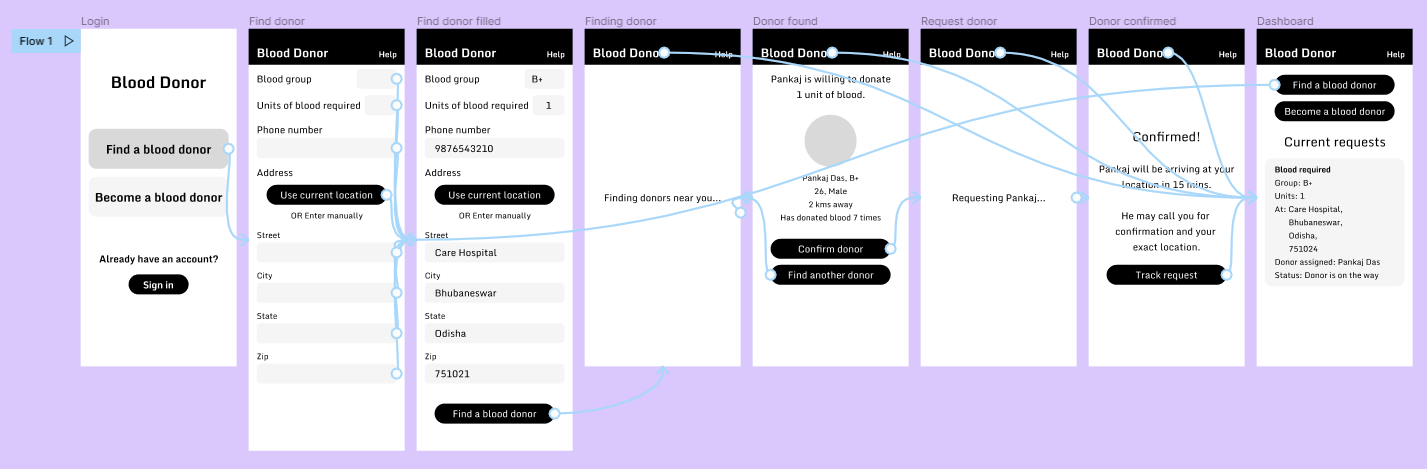 Flow 1
Login
Blood Donor
Find a blood donor
Become a blood donor
Already have an account?
Sign in
Find donor
Blood Donor
Help
Blood group
Units of blood required
Phone number
Address
Use current location
OR Enter manually
Street
City
State
Zip
Find donor filled
Blood Donor
Help
Blood group
B+
Units of blood required
1
Phone number
9876543210
Address
Use current location
OR Enter manually
Street
Care Hospital
City
Bhubaneswar
State
Odisha
Zip
751021
Find a blood donor
Finding donor
Blood Donor
Help
Finding donors near you...
Donor found
Blood Donor
Help
Pankaj is willing to donate
1 unit of blood.
Pankaj Das, B+
26, Male
2 kms away
Has donated blood 7 times
Confirm donor
Find another donor
Request donor
Blood Donor
Help
Requesting Pankaj...
Donor confirmed
Blood Donor
Help
Confirmed!
Pankaj will be arriving at your
location in 15 mins.
He may call you for
confirmation and your
exact location.
Track request
Dashboard
Blood Donor
Help
Find a blood donor
Become a blood donor
Current requests
Blood required
Group: B+
Units: 1
At: Care Hospital,
Bhubaneswar,
Odisha,
751024
Donor assigned: Pankaj Das
Status: Donor is on the way